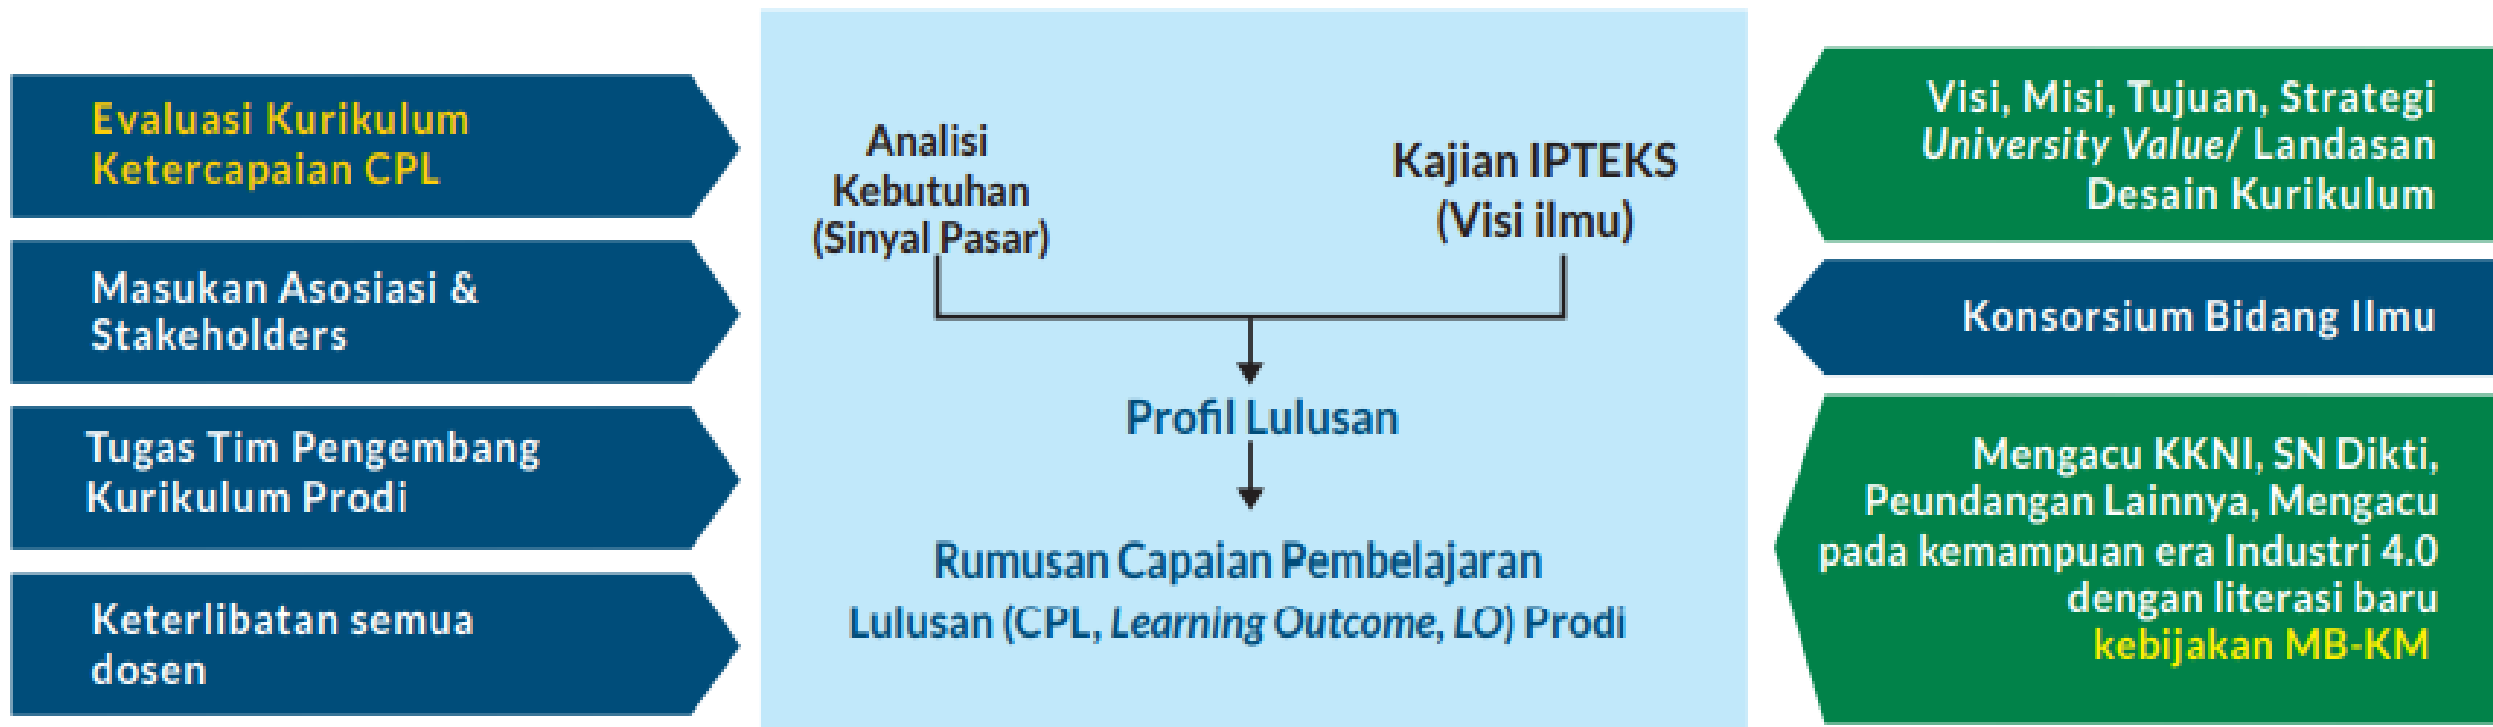 Evaluasi Kurikulum
Ketercapaian CPL
Masukan Asosiasi &
Stakeholders
Tugas Tim Pengembang
Kurikulum Prodi
Keterlibatan semua
dosen
Analisi
Kebutuhan
(Sinyal Pasar)
Kajian IPTEKS
(Visi ilmu)
Profil Lulusan
Rumusan Capaian Pembelajaran
Lulusan (CPL, Learning Outcome, LO) Prodi
Visi, Misi, Tujuan, Strategi
University Value/ Landasan
Desain Kurikulum
Konsorsium Bidang Ilmu
Mengacu KKNI, SN Dikti,
Peundangan Lainnya, Mengacu
pada kemampuan era Industri 4.0
dengan literasi baru
kebijakan MB-KM